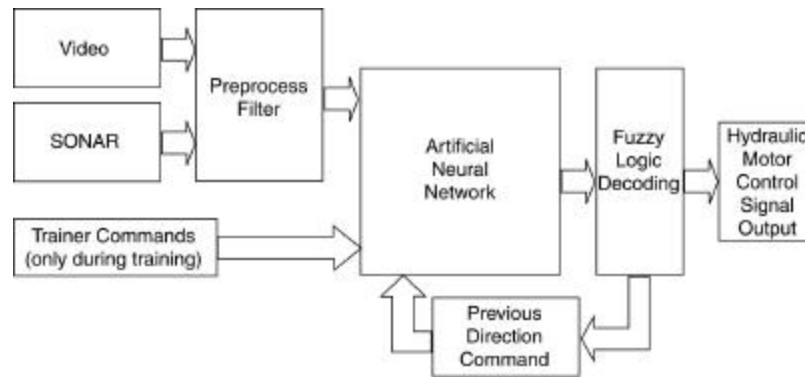 Video
SONAR
Preprocess
Filter
Trainer Commands
(only during training)
Artificial
Neural
Network
Fuzzy
Logic
Decoding
Hydraulic
Motor
Control
Signal
Output
Previous
Direction
Command